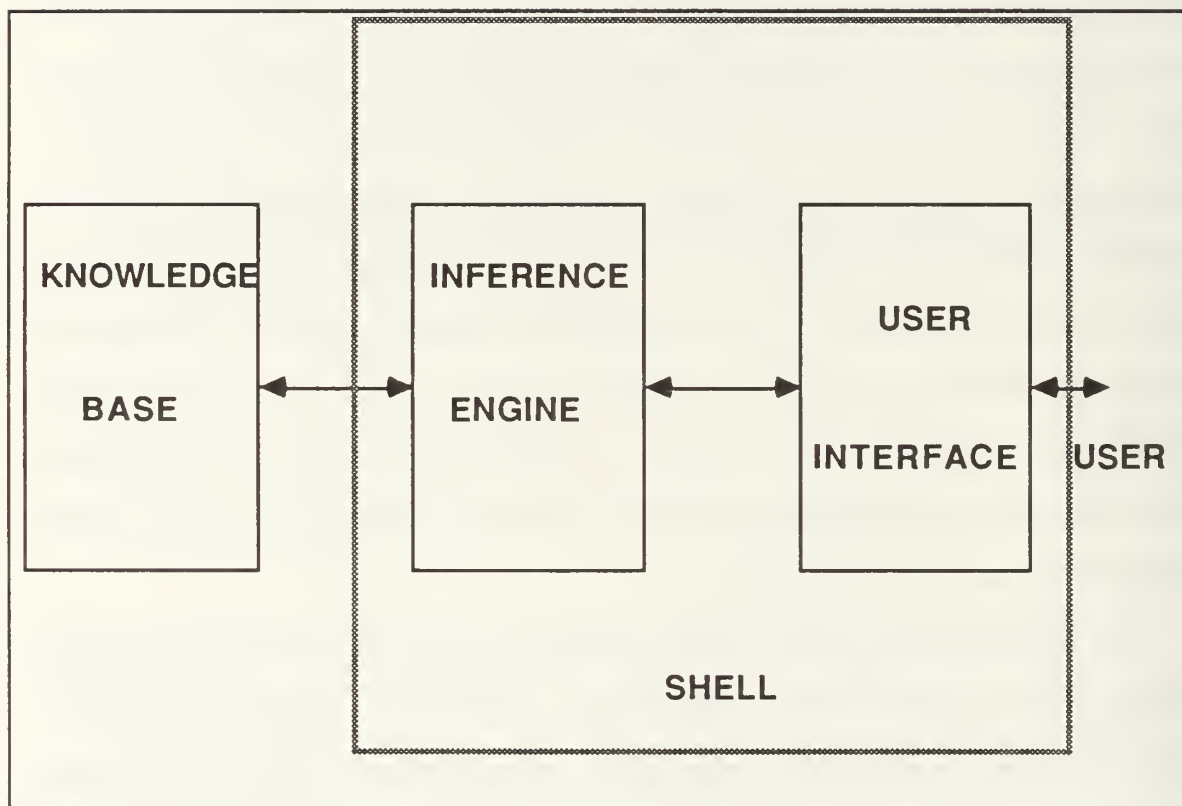 KNOWLEDGE
BASE
INFERENCE
ENGINE
USER
INTERFACE
USER
SHELL